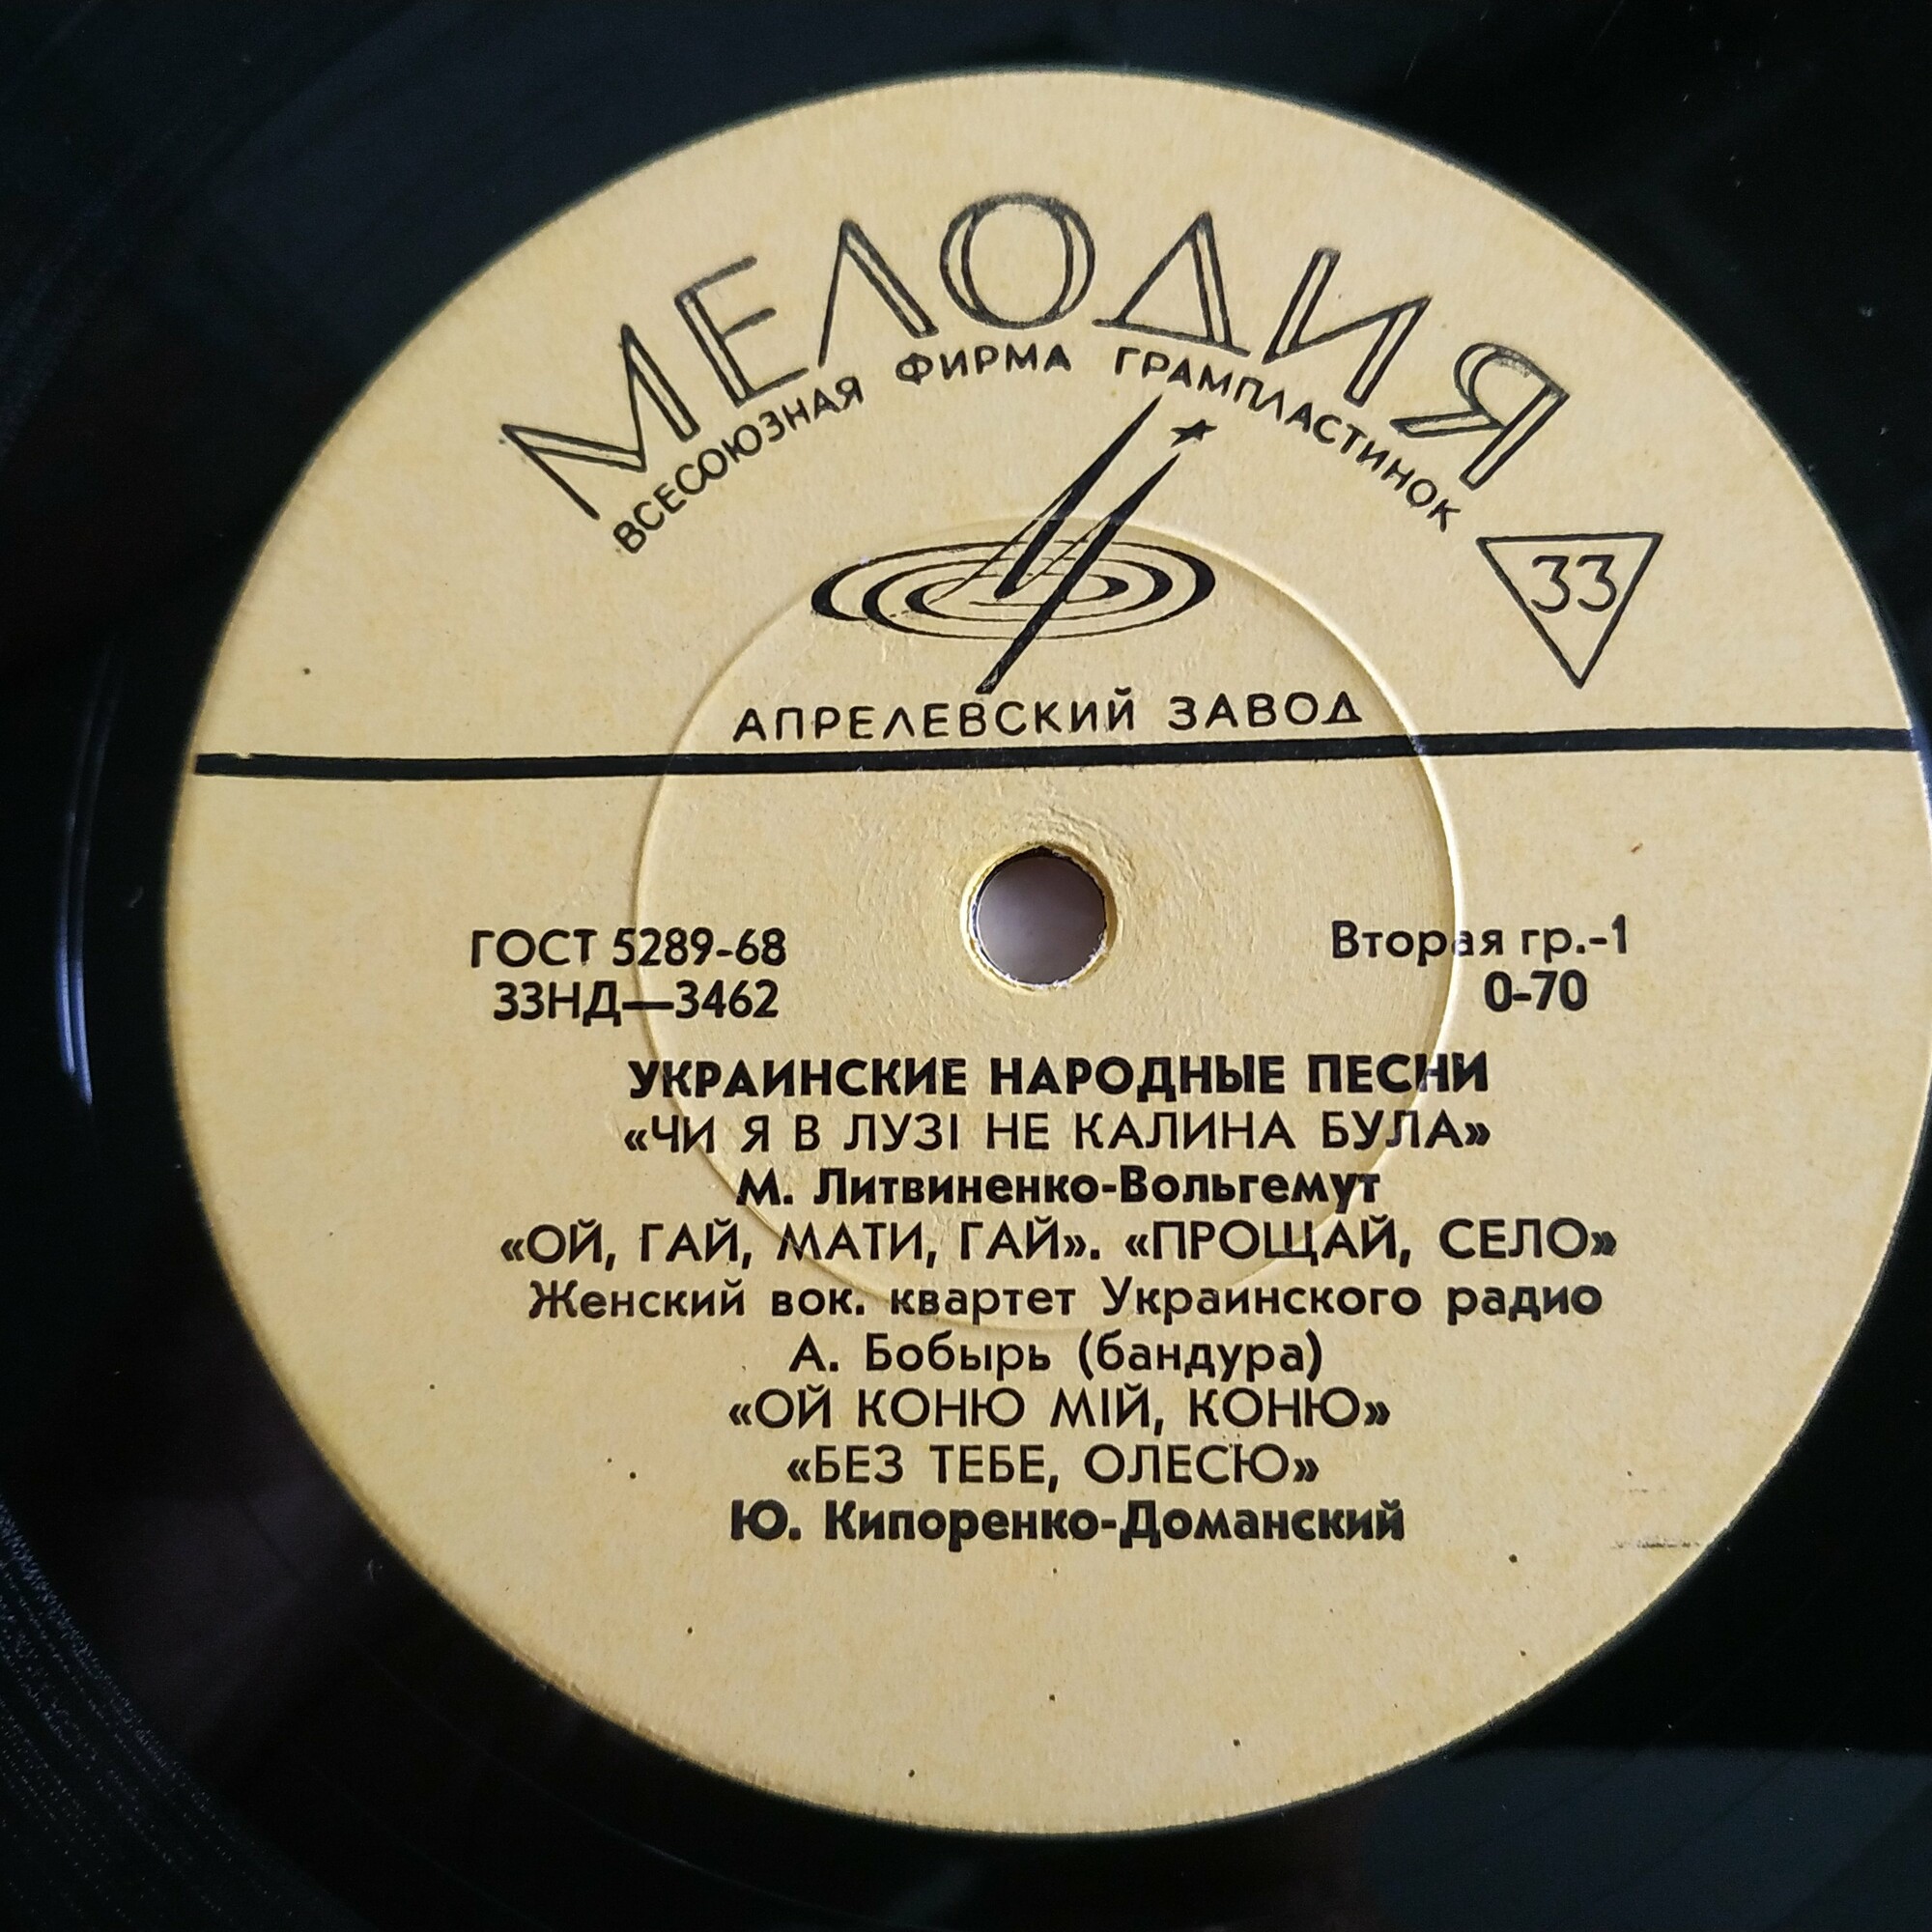 МЕЛОДИЯ
ВСЕСОЮЗНАЯ ФИРМА ГРАМПЛАСТИНОК
33
АПРЕЛЕВСКИЙ ЗАВОД
ГОСТ 5289-68
33НД—3462
Вторая гр.-1
0-70
УКРАИНСКИЕ НАРОДНЫЕ ПЕСНИ
«ЧИ Я В ЛУЗІ НЕ КАЛИНА БУЛА»
М. Литвиненко-Вольгемут
«ОЙ, ГАЙ, МАТИ, ГАЙ». «ПРОЩАЙ, СЕЛО»
Женский вок. квартет Украинского радио
А. Бобырь (бандура)
«ОЙ КОНЮ МІЙ, КОНЮ»
«БЕЗ ТЕБЕ, ОЛЕСЮ»
Ю. Кипоренко-Доманский